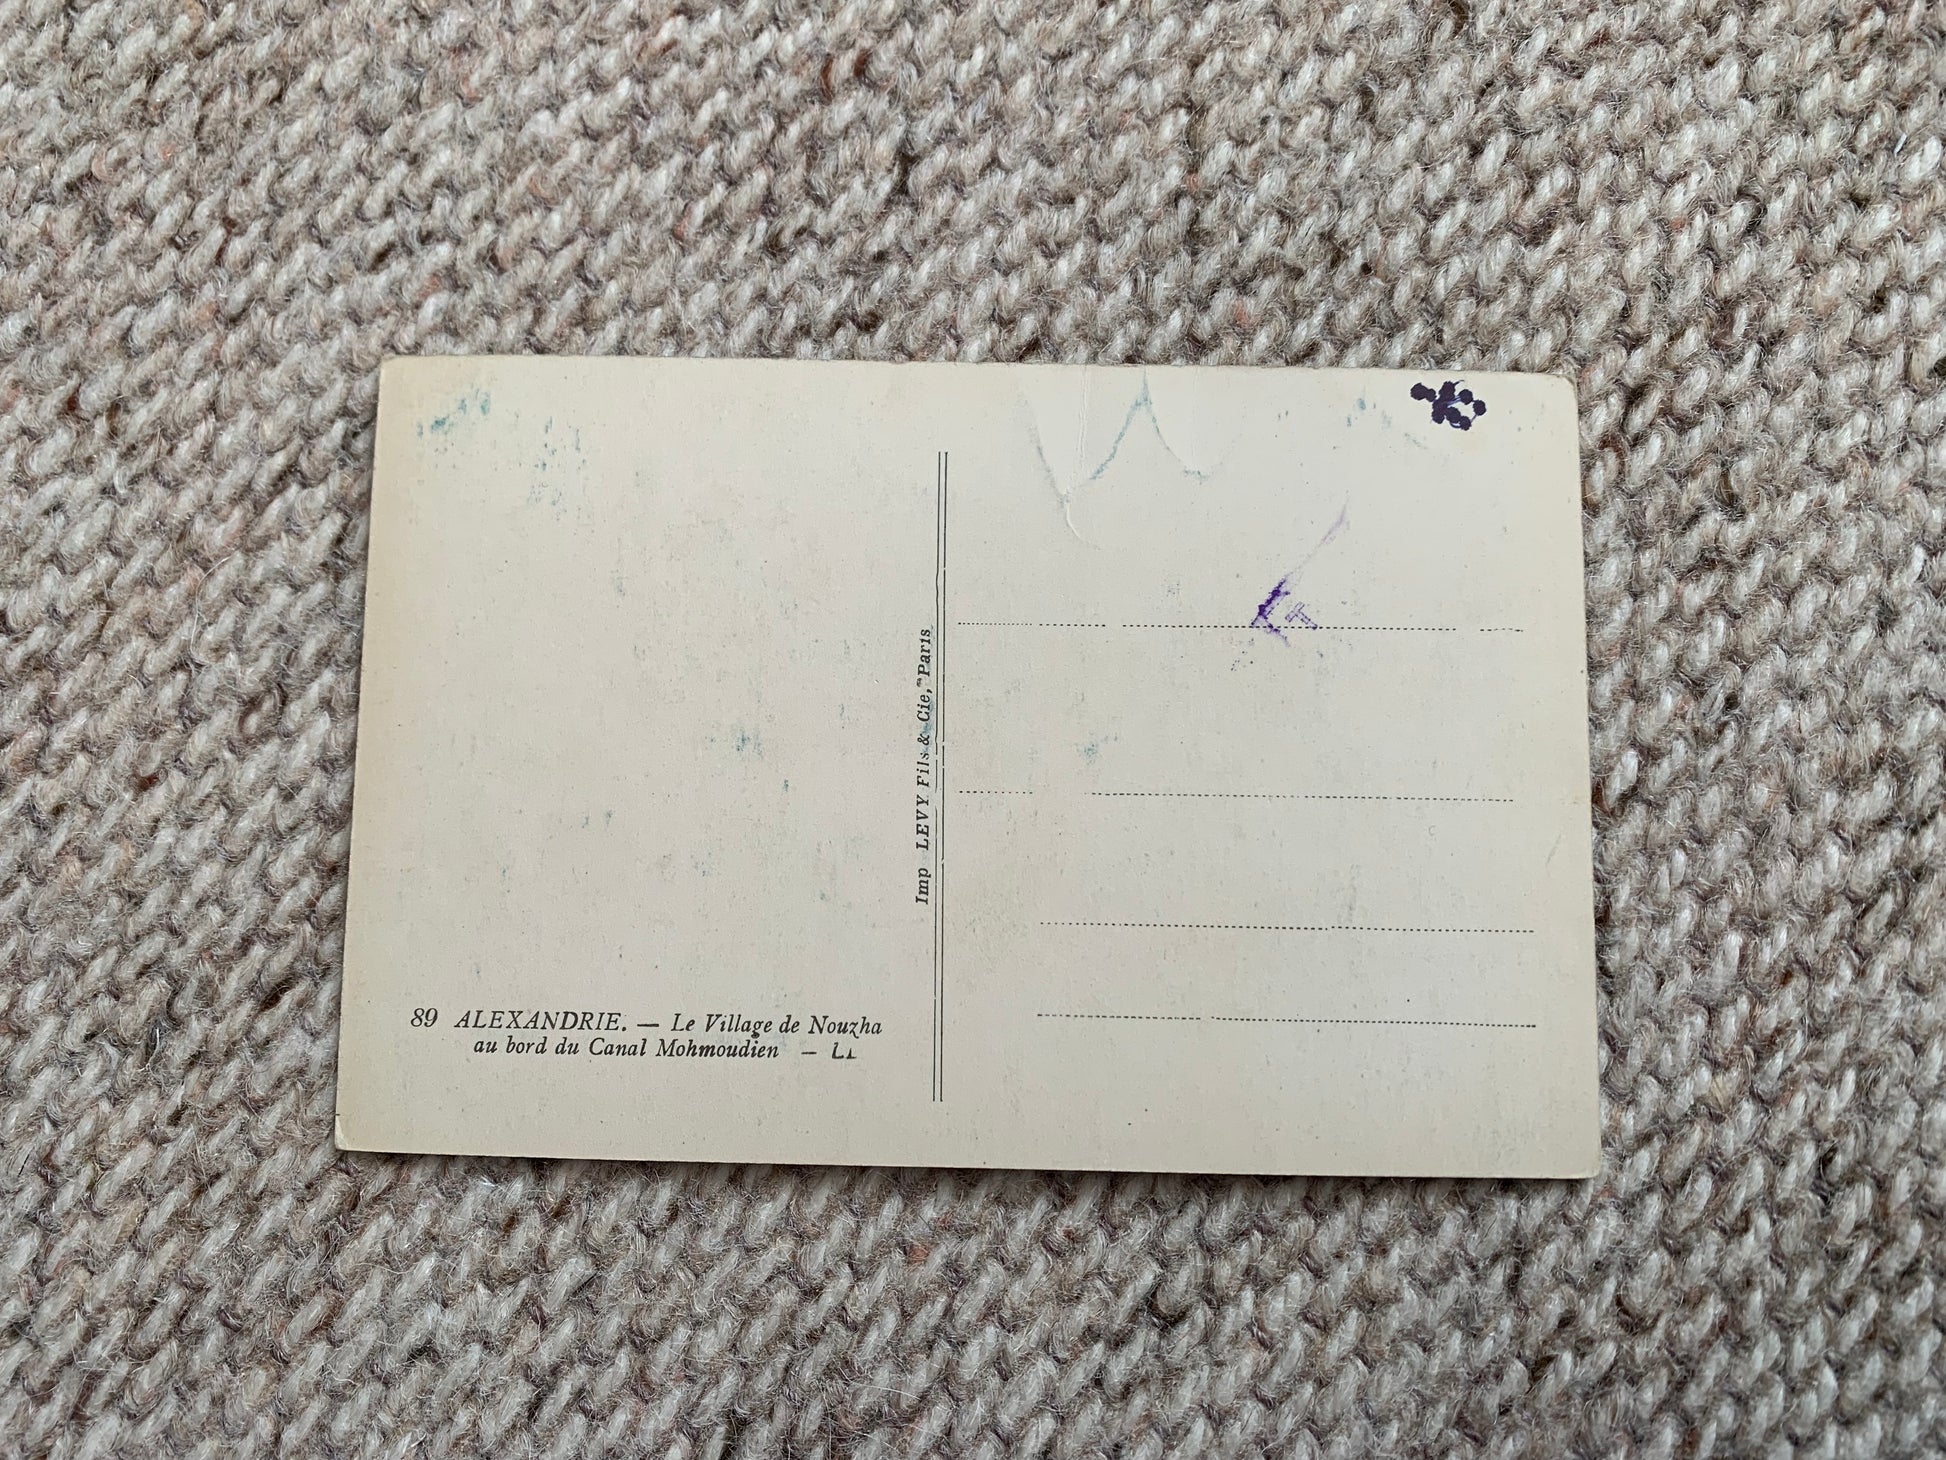 89 ALEXANDRIE. — Le Village de Nouzha
au bord du Canal Mohmoudien — LL
Imp LEVY Fils & Cie, Paris